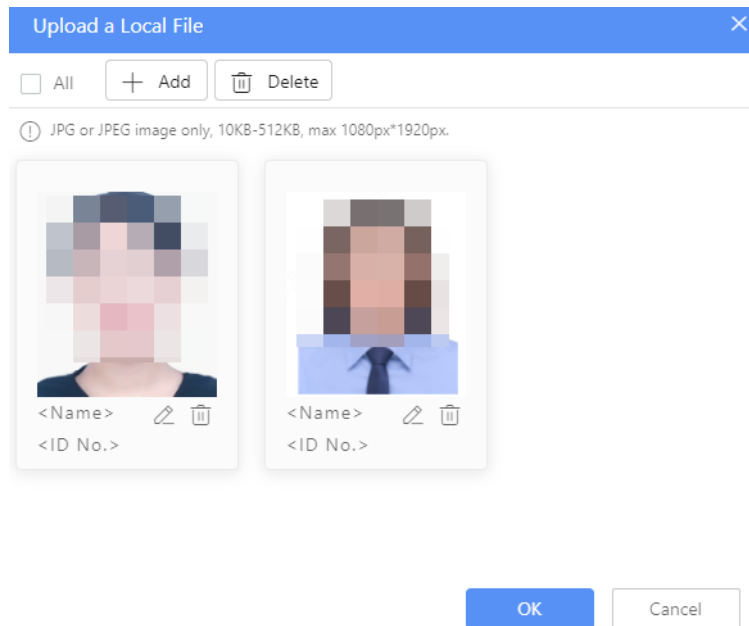 Upload a Local File
All
Add
Delete
JPG or JPEG image only, 10KB-512KB, max 1080px*1920px.
<Name>
<ID No.>
<Name>
<ID No.>
OK
Cancel